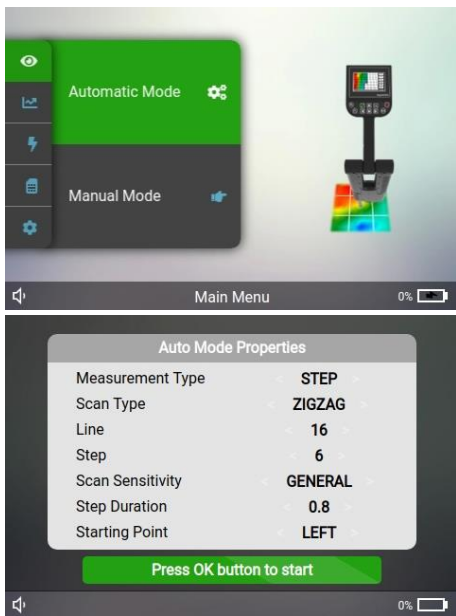 Automatic Mode
Manual Mode
Main Menu 0%
Auto Mode Properties
Measurement Type < STEP >
Scan Type < ZIGZAG >
Line < 16 >
Step < 6 >
Scan Sensitivity < GENERAL >
Step Duration < 0.8 >
Starting Point < LEFT >
Press OK button to start
0%